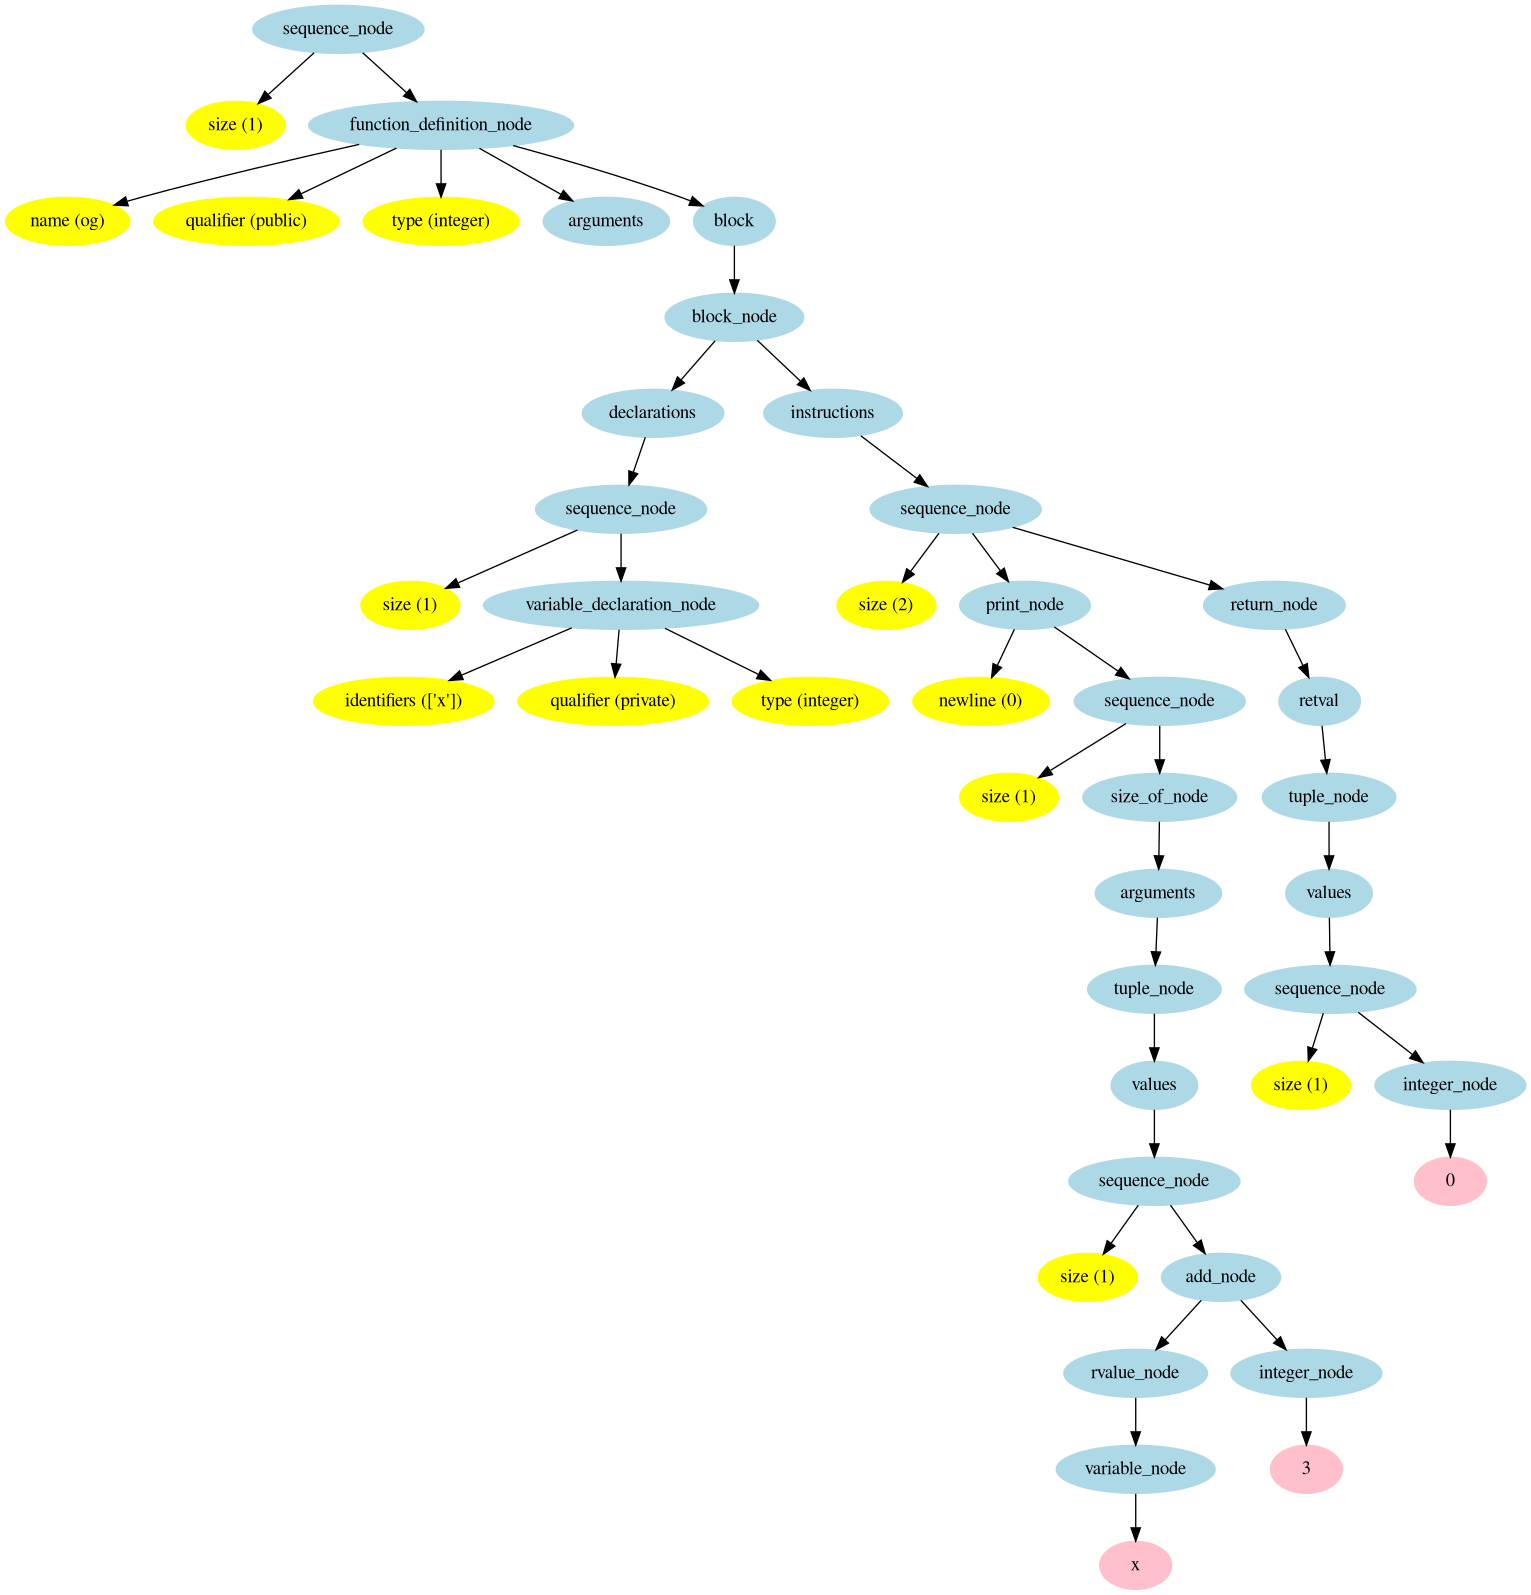 sequence_node
size (1)
function_definition_node
name (og)
qualifier (public)
type (integer)
arguments
block
block_node
declarations
instructions
sequence_node
sequence_node
size (1)
variable_declaration_node
size (2)
print_node
return_node
identifiers (['x'])
qualifier (private)
type (integer)
newline (0)
sequence_node
retval
size (1)
size_of_node
tuple_node
arguments
values
tuple_node
sequence_node
values
size (1)
integer_node
sequence_node
0
size (1)
add_node
rvalue_node
integer_node
variable_node
3
x